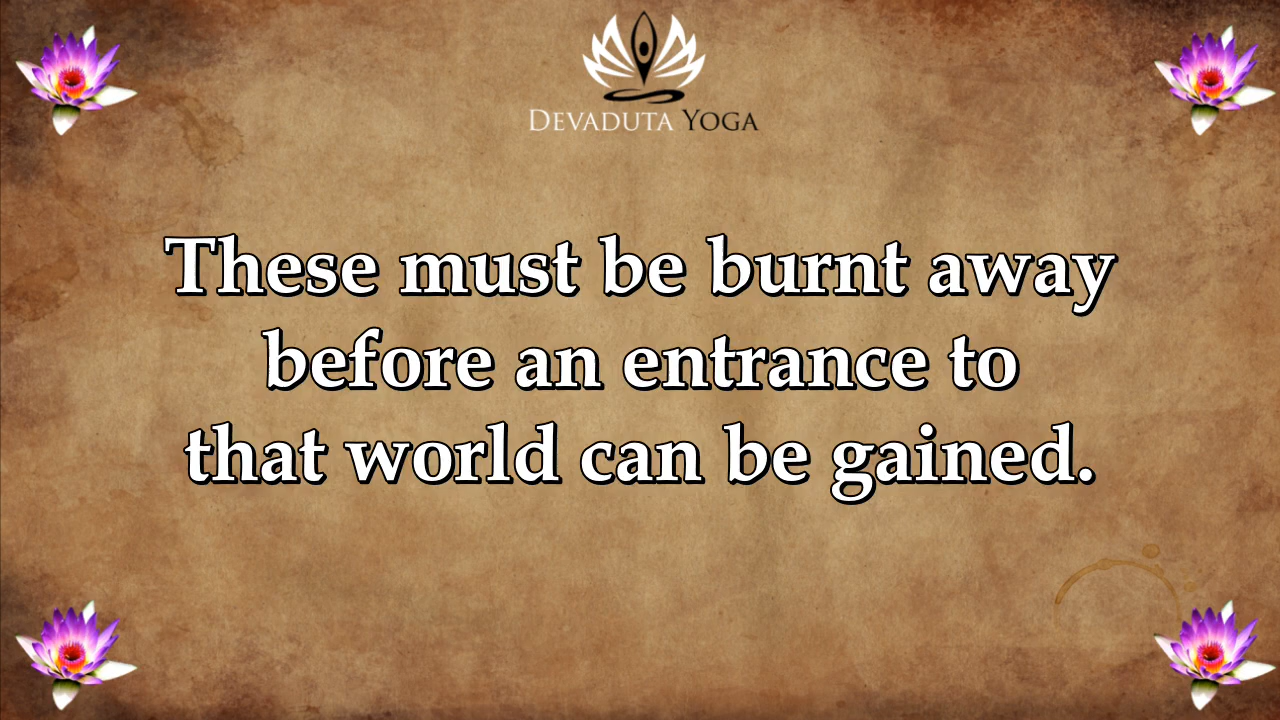 DEVADUTA YOGA
These must be burnt away
before an entrance to
that world can be gained.